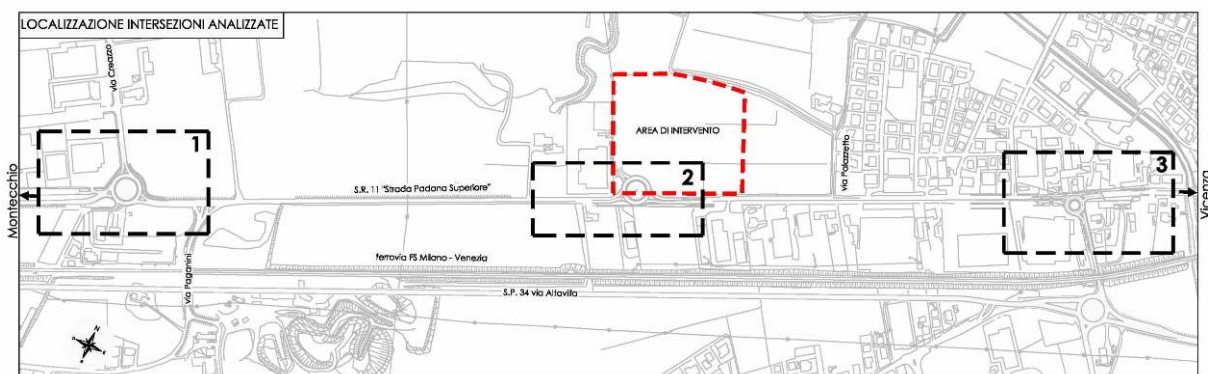 LOCALIZZAZIONE INTERSEZIONI ANALIZZATE
via Creazzo
1
AREA DI INTERVENTO
2
via Palazzetto
3
Montecchio
S.R. 11 "Strada Padana Superiore"
Vicenza
ferrovia FS Milano - Venezia
via Paganini
S.P. 34 via Altavilla
N
O
E
S